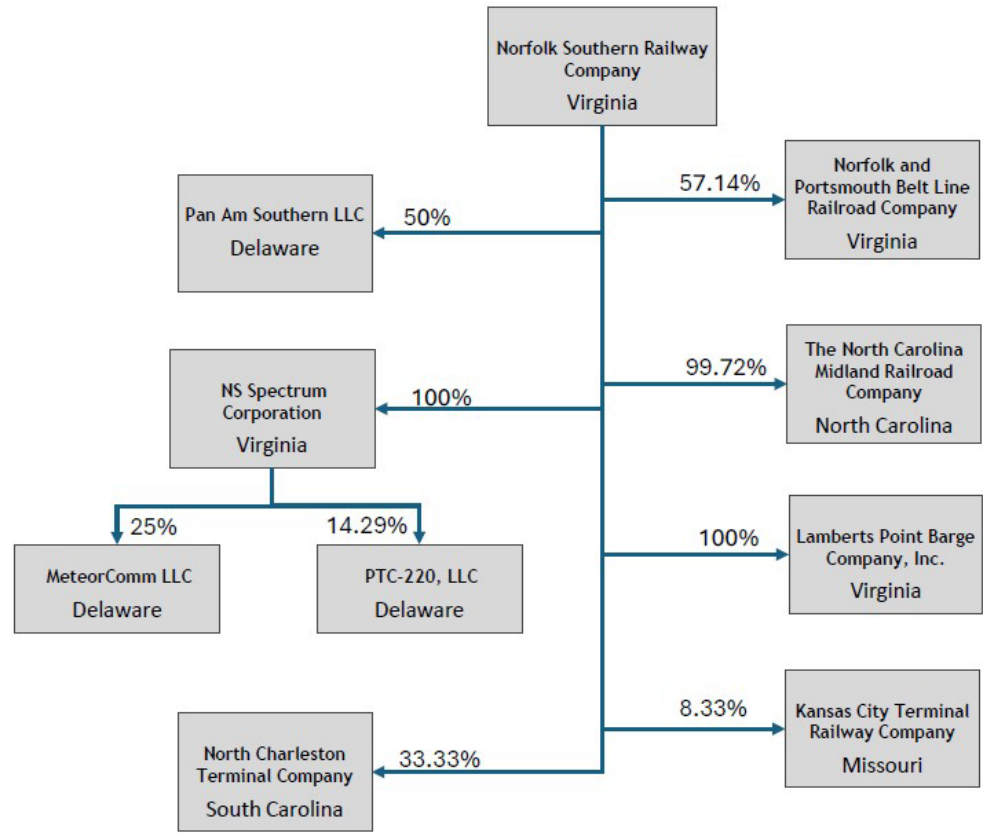 Norfolk Southern Railway
Company
Virginia
57.14%
Norfolk and
Portsmouth Belt Line
Railroad Company
Virginia
Pan Am Southern LLC
Delaware
50%
99.72%
The North Carolina
Midland Railroad
Company
North Carolina
NS Spectrum
Corporation
Virginia
100%
25%
14.29%
MeteorComm LLC
Delaware
PTC-220, LLC
Delaware
100%
Lamberts Point Barge
Company, Inc.
Virginia
8.33%
Kansas City Terminal
Railway Company
Missouri
North Charleston
Terminal Company
South Carolina
33.33%